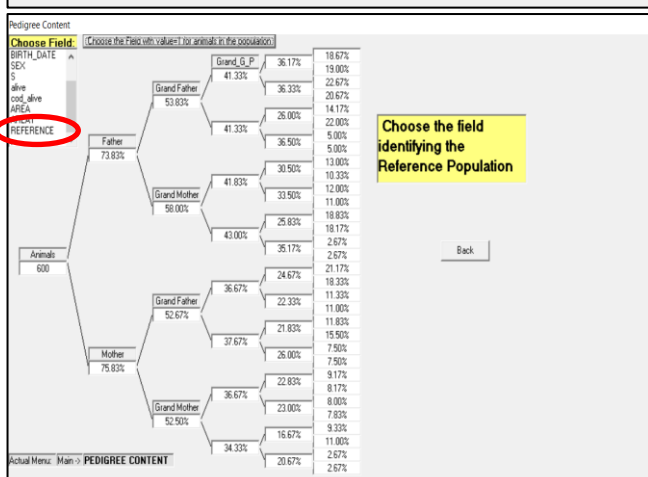 Pedigree Content
Choose Field:
Choose the Field with value=1 for animals in the population
BIRTH_DATE
SEX
S
alive
cod_alive
AREA
REFERENCE
Animals
600
Father
73.83%
Mother
75.83%
Grand Father
53.83%
Grand Mother
58.00%
Grand Father
52.67%
Grand Mother
52.50%
Grand_G_P
41.33%
41.33%
41.83%
43.00%
36.67%
37.67%
36.67%
34.33%
36.17%
36.33%
26.00%
36.50%
30.50%
33.50%
25.83%
35.17%
24.67%
22.33%
21.83%
26.00%
22.83%
23.00%
16.67%
20.67%
18.67%
19.00%
22.67%
20.67%
14.17%
22.00%
5.00%
5.00%
13.00%
10.33%
12.00%
11.00%
18.83%
18.17%
2.67%
2.67%
21.17%
18.33%
11.33%
11.00%
11.83%
15.50%
7.50%
7.50%
9.17%
8.17%
8.00%
7.83%
9.33%
11.00%
2.67%
2.67%
Choose the field
identifying the
Reference Population
Back
Actual Menu: Main-> PEDIGREE CONTENT